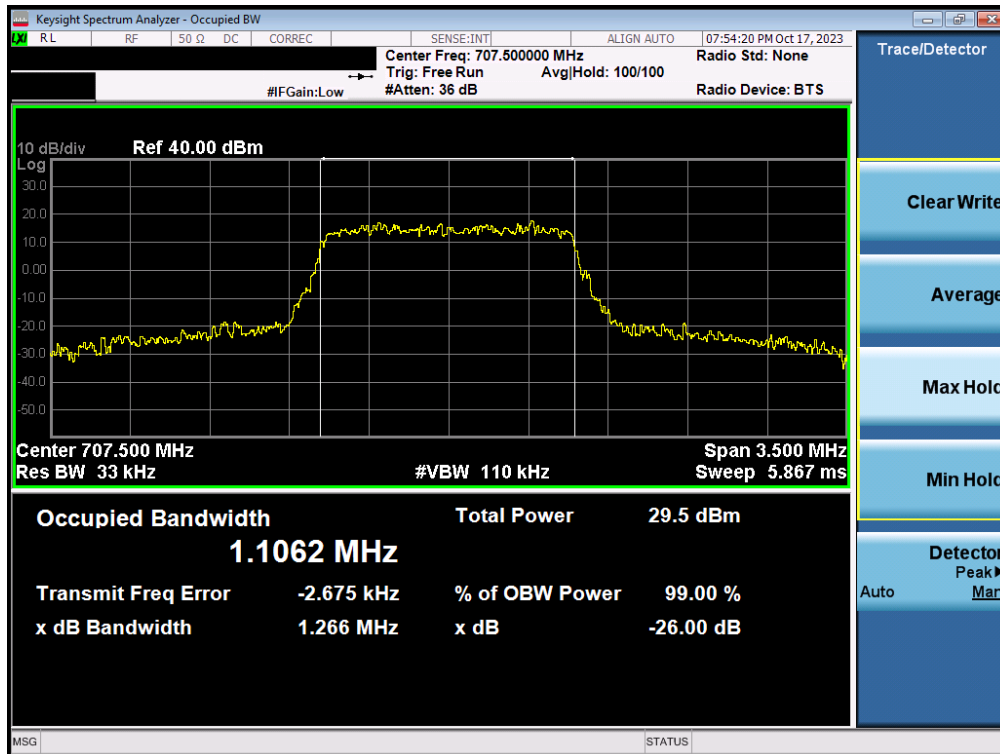 Keysight Spectrum Analyzer - Occupied BW
LXI RL RF 50 Ω DC CORREC SENSE:INT ALIGN AUTO 07:54:20 PM Oct 17, 2023
Center Freq: 707.500000 MHz Radio Std: None
Trig: Free Run Avg|Hold: 100/100
#IFGain:Low #Atten: 36 dB Radio Device: BTS
10 dB/div Ref 40.00 dBm
Log
30.0
20.0
10.0
0.00
-10.0
-20.0
-30.0
-40.0
-50.0
Center 707.500 MHz Span 3.500 MHz
Res BW 33 kHz #VBW 110 kHz Sweep 5.867 ms
Occupied Bandwidth Total Power 29.5 dBm
1.1062 MHz
Transmit Freq Error -2.675 kHz % of OBW Power 99.00 %
x dB Bandwidth 1.266 MHz x dB -26.00 dB
MSG STATUS
Trace/Detector
Clear Write
Average
Max Hold
Min Hold
Detector
Peak▶
Auto Man